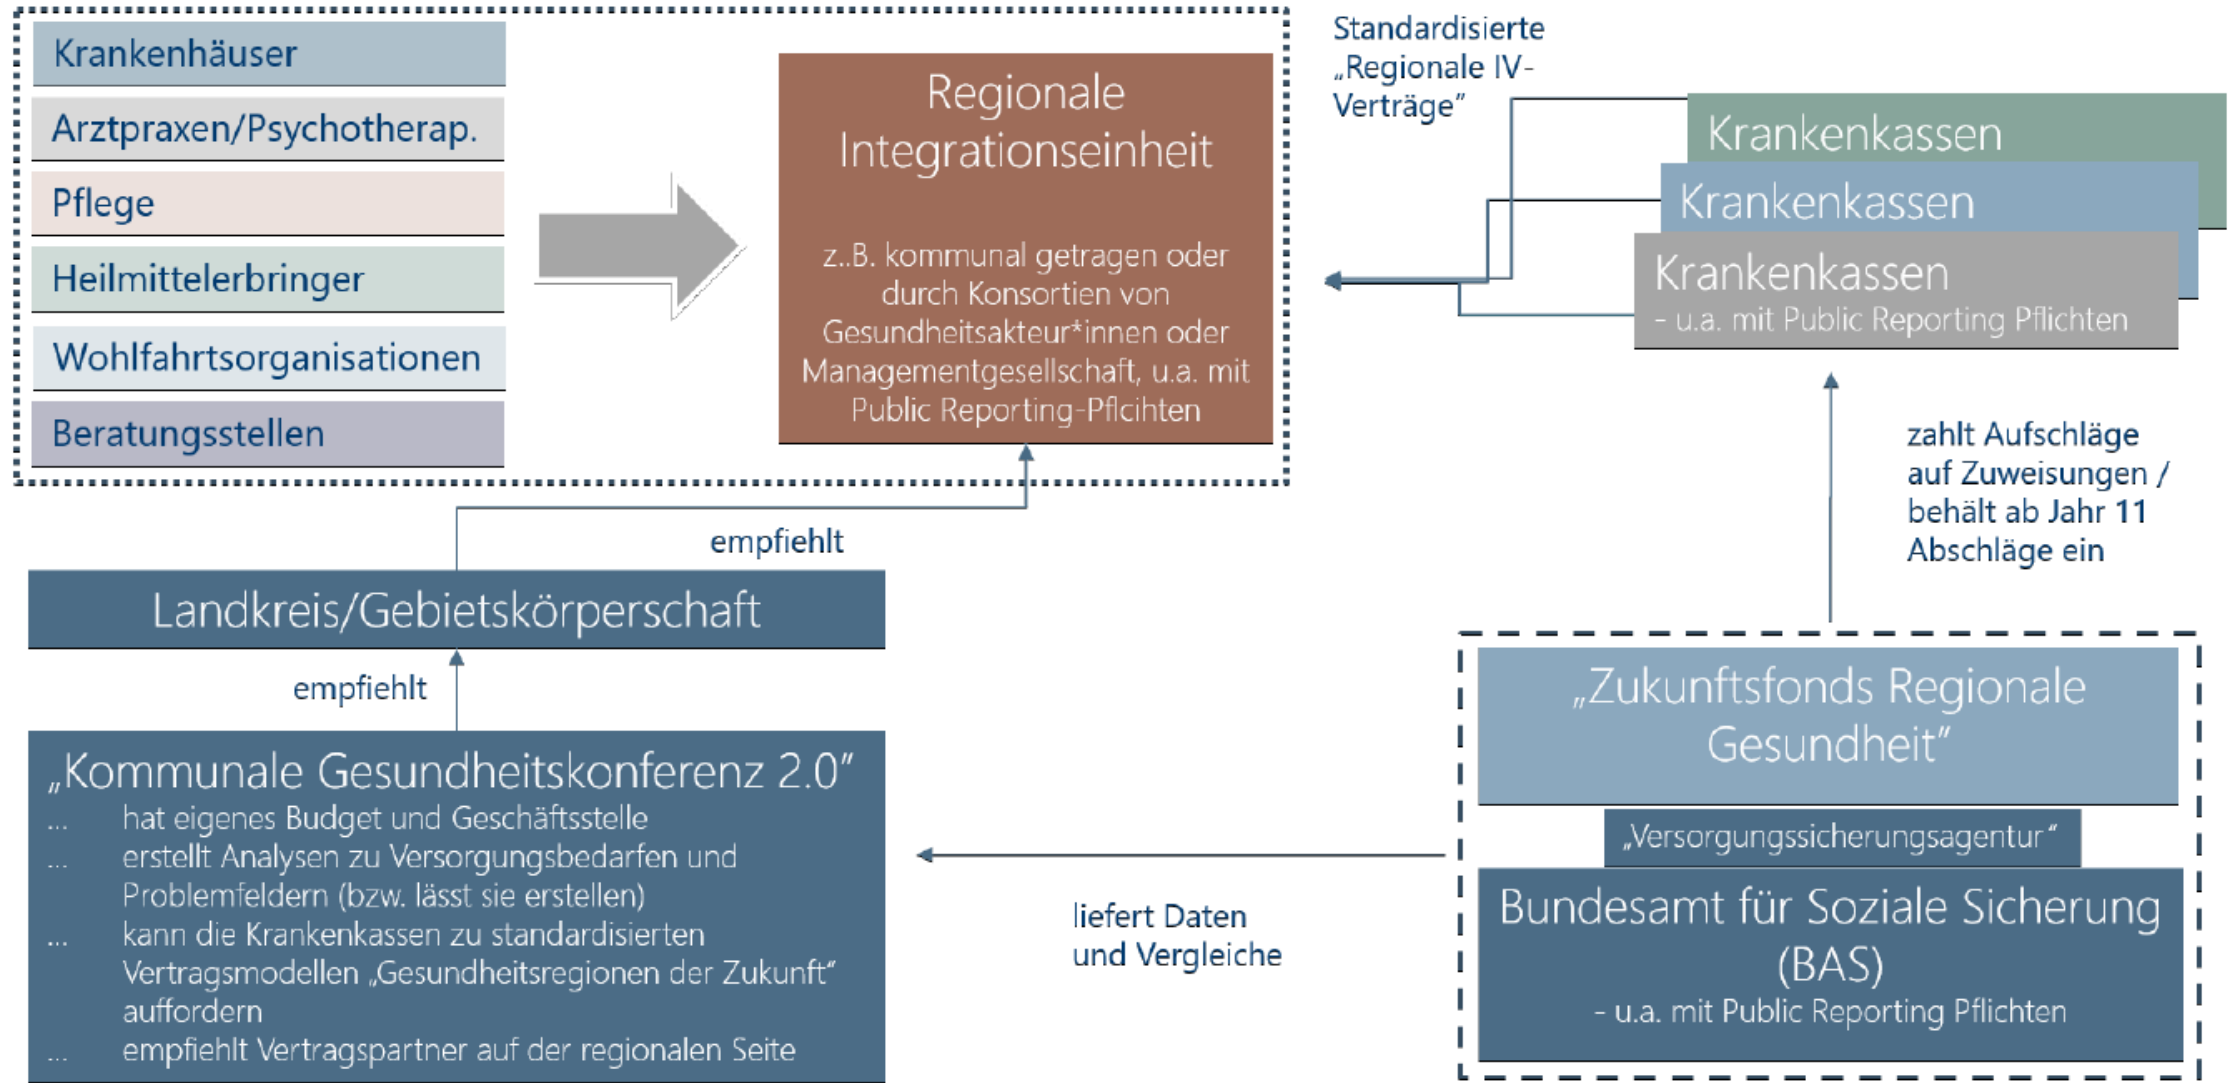 Krankenhäuser
Arztpraxen/Psychotherap.
Pflege
Heilmittelerbringer
Wohlfahrtsorganisationen
Beratungsstellen
Regionale
Integrationseinheit
z..B. kommunal getragen oder
durch Konsortien von
Gesundheitsakteur*innen oder
Managementgesellschaft, u.a. mit
Public Reporting-Pflcihten
Standardisierte
„Regionale IV-
Verträge”
Krankenkassen
Krankenkassen
Krankenkassen
- u.a. mit Public Reporting Pflichten
zahlt Aufschläge
auf Zuweisungen /
behält ab Jahr 11
Abschläge ein
empfiehlt
Landkreis/Gebietskörperschaft
empfiehlt
„Kommunale Gesundheitskonferenz 2.0”
... hat eigenes Budget und Geschäftsstelle
... erstellt Analysen zu Versorgungsbedarfen und
Problemfeldern (bzw. lässt sie erstellen)
... kann die Krankenkassen zu standardisierten
Vertragsmodellen „Gesundheitsregionen der Zukunft“
auffordern
... empfiehlt Vertragspartner auf der regionalen Seite
liefert Daten
und Vergleiche
„Zukunftsfonds Regionale
Gesundheit”
„Versorgungssicherungsagentur“
Bundesamt für Soziale Sicherung
(BAS)
- u.a. mit Public Reporting Pflichten